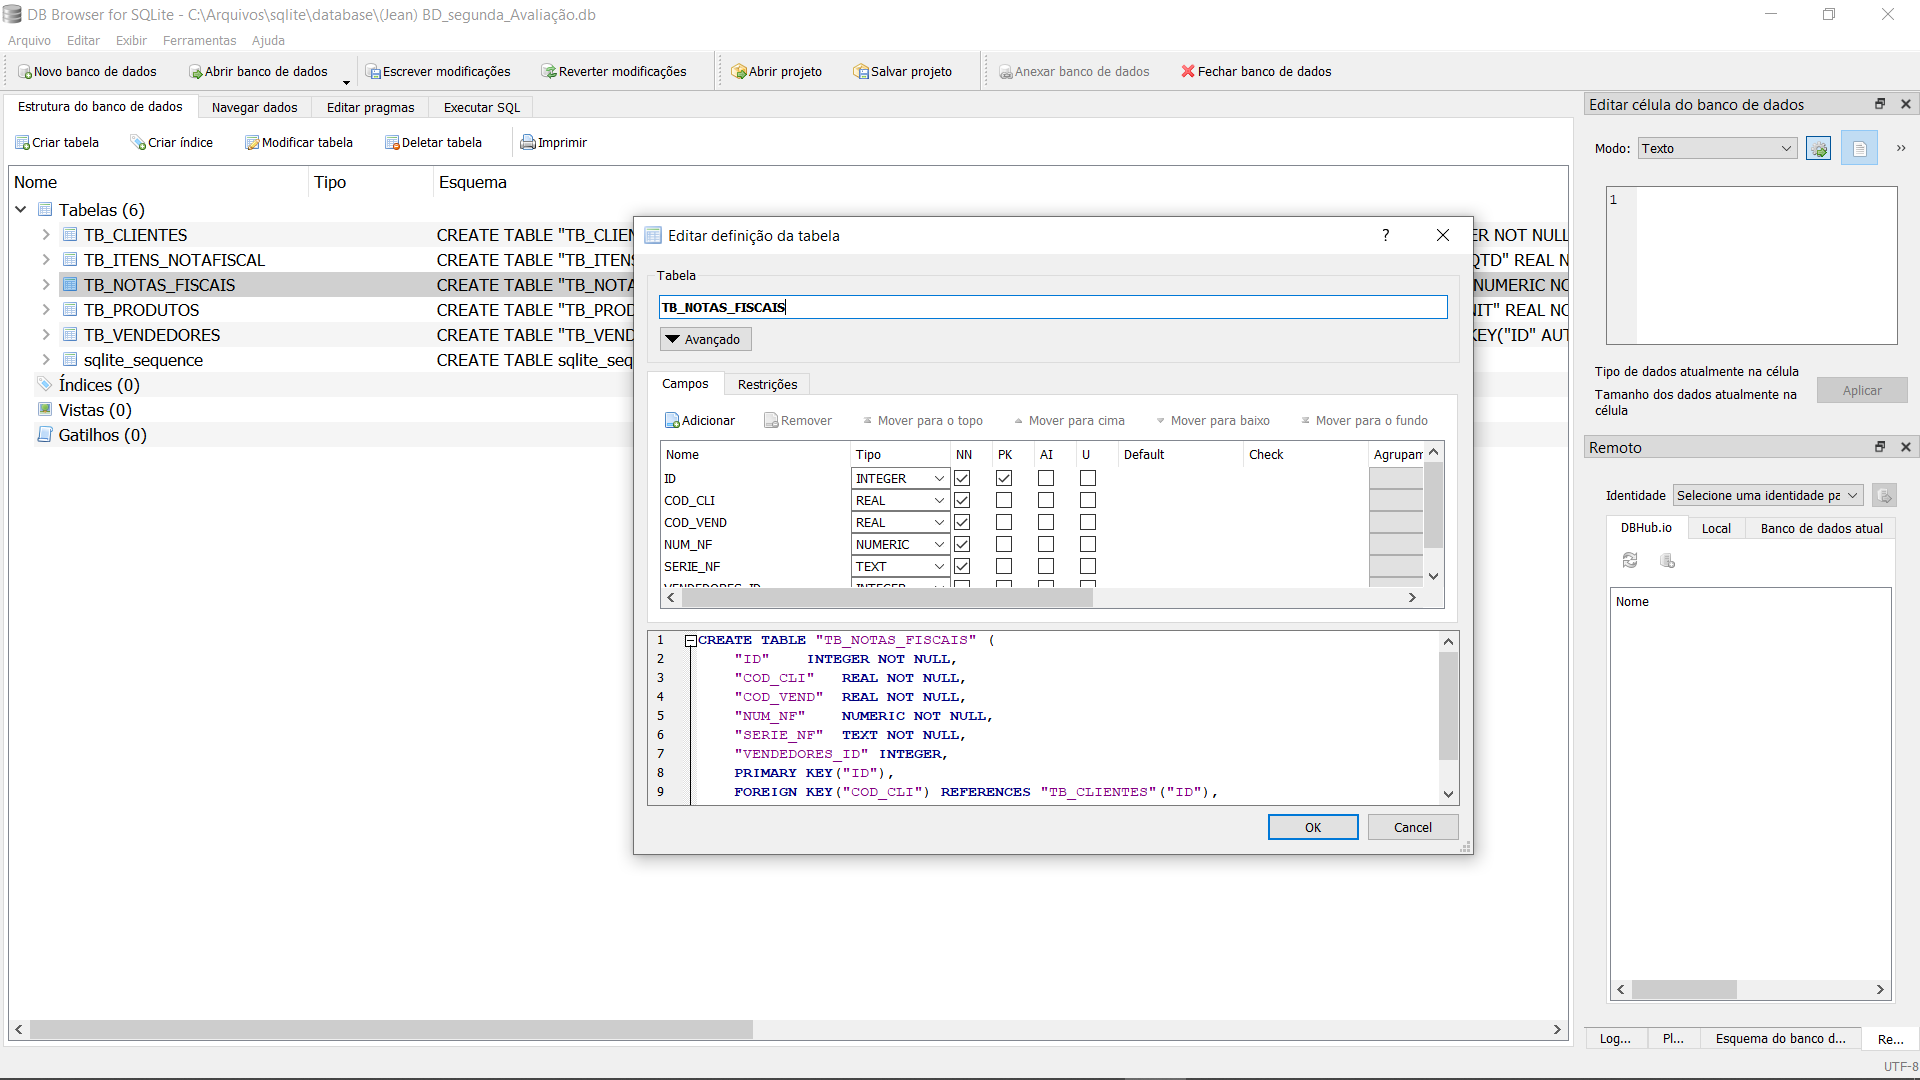 DB Browser for SQLite - C:\Arquivos\sqlite\database\(Jean) BD_segunda_Avaliação.db
Arquivo Editar Exibir Ferramentas Ajuda
Novo banco de dados Abrir banco de dados Escrever modificações Reverter modificações Abrir projeto Salvar projeto Anexar banco de dados Fechar banco de dados
Estrutura do banco de dados Navegar dados Editar pragmas Executar SQL
Criar tabela Criar índice Modificar tabela Deletar tabela Imprimir
Nome Tipo Esquema
Tabelas (6)
TB_CLIENTES CREATE TABLE "TB_CLIEN ER NOT NULL
TB_ITENS_NOTAFISCAL CREATE TABLE "TB_ITENS QTD" REAL N
TB_NOTAS_FISCAIS CREATE TABLE "TB_NOTA NUMERIC NO
TB_PRODUTOS CREATE TABLE "TB_PROD NIT" REAL NO
TB_VENDEDORES CREATE TABLE "TB_VEND KEY("ID" AUT
sqlite_sequence CREATE TABLE sqlite_seq
Índices (0)
Vistas (0)
Gatilhos (0)
Editar definição da tabela ?
Tabela
TB_NOTAS_FISCAIS
Avançado
Campos Restrições
Adicionar Remover Mover para o topo Mover para cima Mover para baixo Mover para o fundo
Nome Tipo NN PK AI U Default Check Agrupam
ID INTEGER
COD_CLI REAL
COD_VEND REAL
NUM_NF NUMERIC
SERIE_NF TEXT
VENDEDORES_ID INTEGER
1 CREATE TABLE "TB_NOTAS_FISCAIS" (
2 "ID" INTEGER NOT NULL,
3 "COD_CLI" REAL NOT NULL,
4 "COD_VEND" REAL NOT NULL,
5 "NUM_NF" NUMERIC NOT NULL,
6 "SERIE_NF" TEXT NOT NULL,
7 "VENDEDORES_ID" INTEGER,
8 PRIMARY KEY("ID"),
9 FOREIGN KEY("COD_CLI") REFERENCES "TB_CLIENTES"("ID"),
OK Cancel
Editar célula do banco de dados
Modo: Texto »
1
Tipo de dados atualmente na célula
Tamanho dos dados atualmente na
célula
Aplicar
Remoto
Identidade Selecione uma identidade pa
DBHub.io Local Banco de dados atual
Nome
Log... Pl... Esquema do banco d... Re...
UTF-8